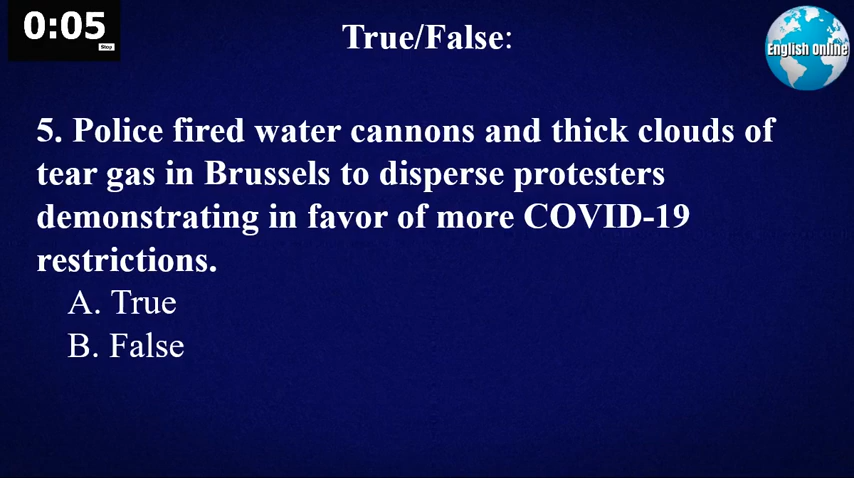 0:05
Stop
True/False:
English Online
5. Police fired water cannons and thick clouds of
tear gas in Brussels to disperse protesters
demonstrating in favor of more COVID-19
restrictions.
A. True
B. False